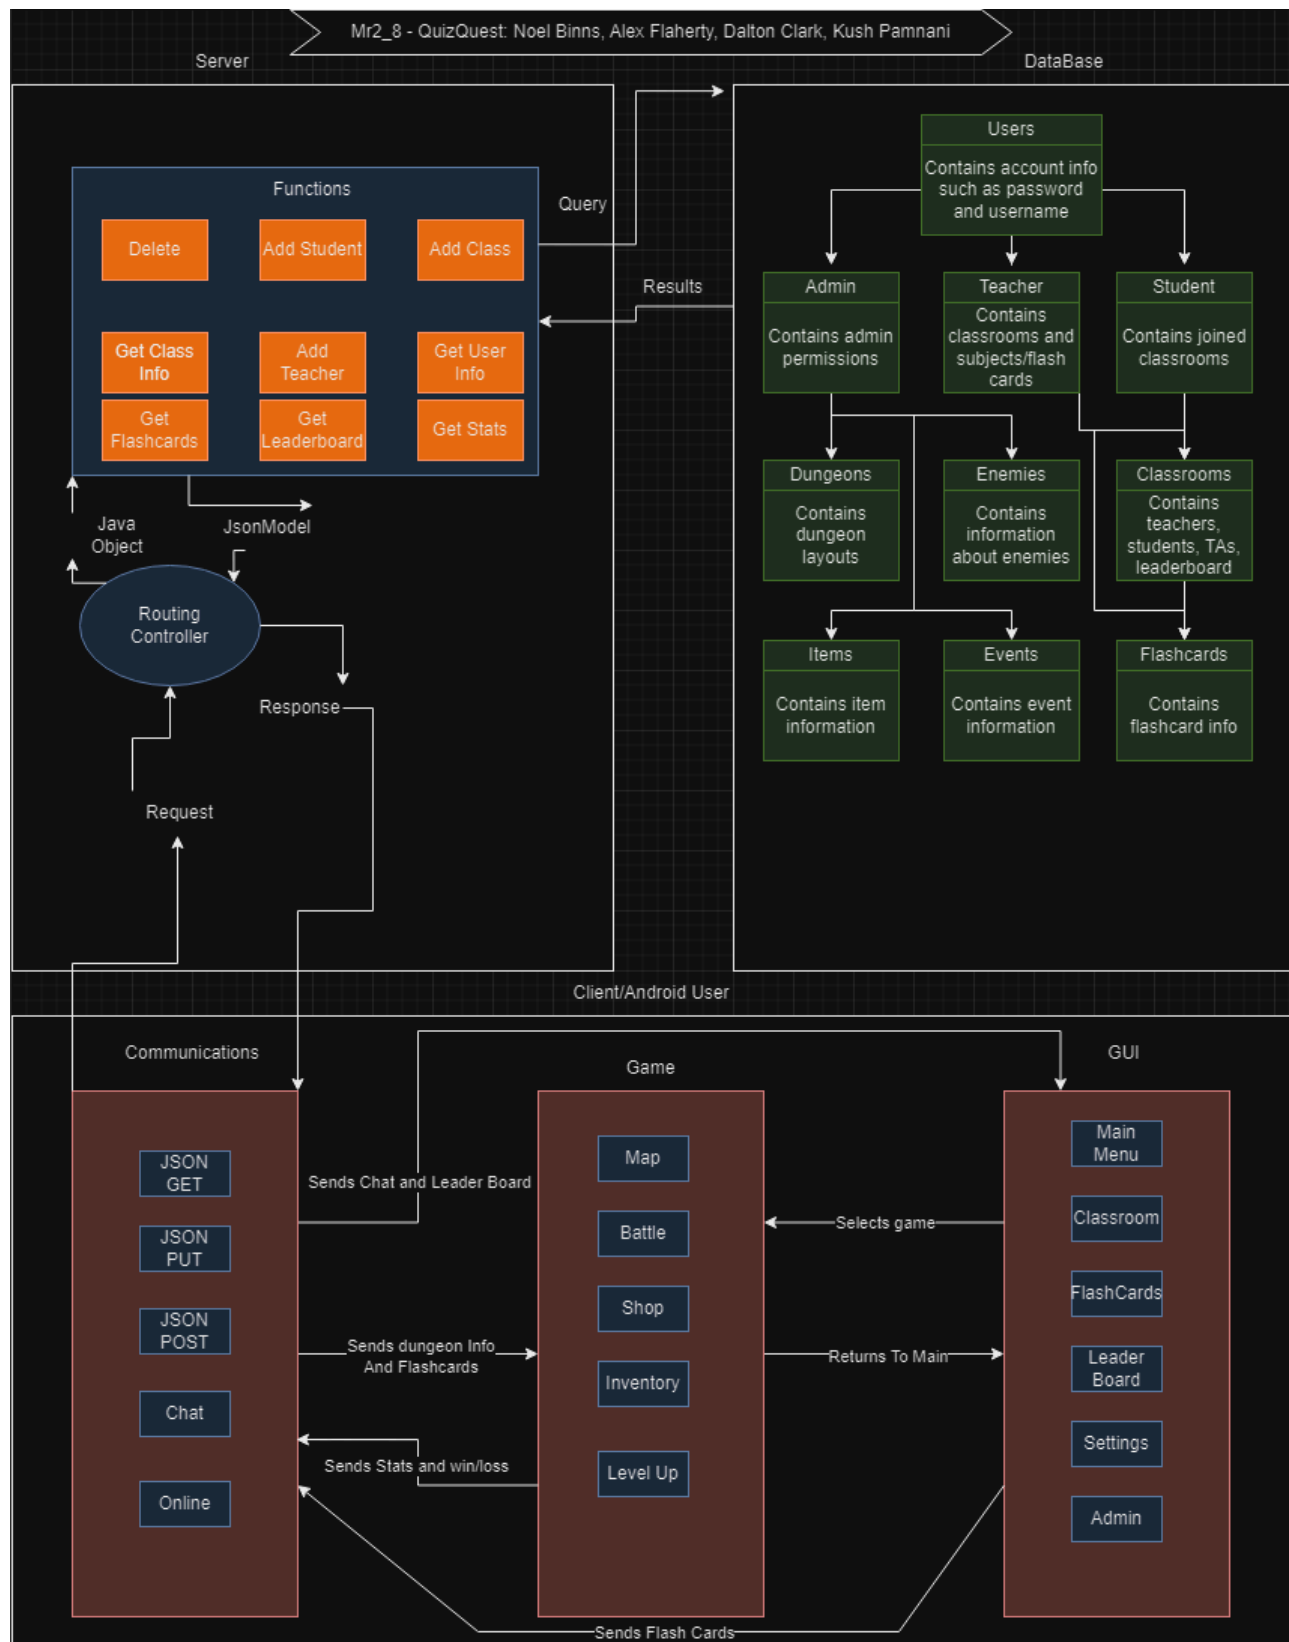 Mr2_8 - QuizQuest: Noel Binns, Alex Flaherty, Dalton Clark, Kush Pamnani
Server
DataBase
Functions
Delete
Add Student
Add Class
Get Class
Info
Add
Teacher
Get User
Info
Get
Flashcards
Get
Leaderboard
Get Stats
Query
Results
Java
Object
JsonModel
Routing
Controller
Response
Request
Users
Contains account info
such as password
and username
Admin
Contains admin
permissions
Teacher
Contains
classrooms and
subjects/flash
cards
Student
Contains joined
classrooms
Dungeons
Contains
dungeon
layouts
Enemies
Contains
information
about enemies
Classrooms
Contains
teachers,
students, TAs,
leaderboard
Items
Contains item
information
Events
Contains event
information
Flashcards
Contains
flashcard info
Client/Android User
Communications
JSON
GET
JSON
PUT
JSON
POST
Chat
Online
Sends Chat and Leader Board
Sends dungeon Info
And Flashcards
Sends Stats and win/loss
Game
Map
Battle
Shop
Inventory
Level Up
Selects game
Returns To Main
Sends Flash Cards
GUI
Main
Menu
Classroom
FlashCards
Leader
Board
Settings
Admin